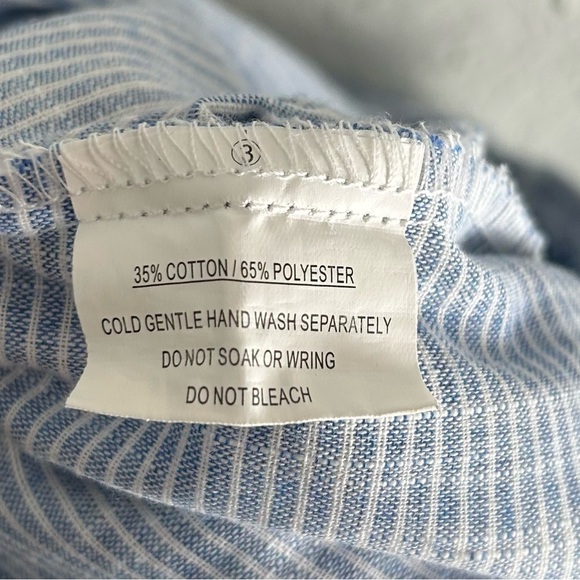 3
35% COTTON / 65% POLYESTER
COLD GENTLE HAND WASH SEPARATELY
DO NOT SOAK OR WRING
DO NOT BLEACH